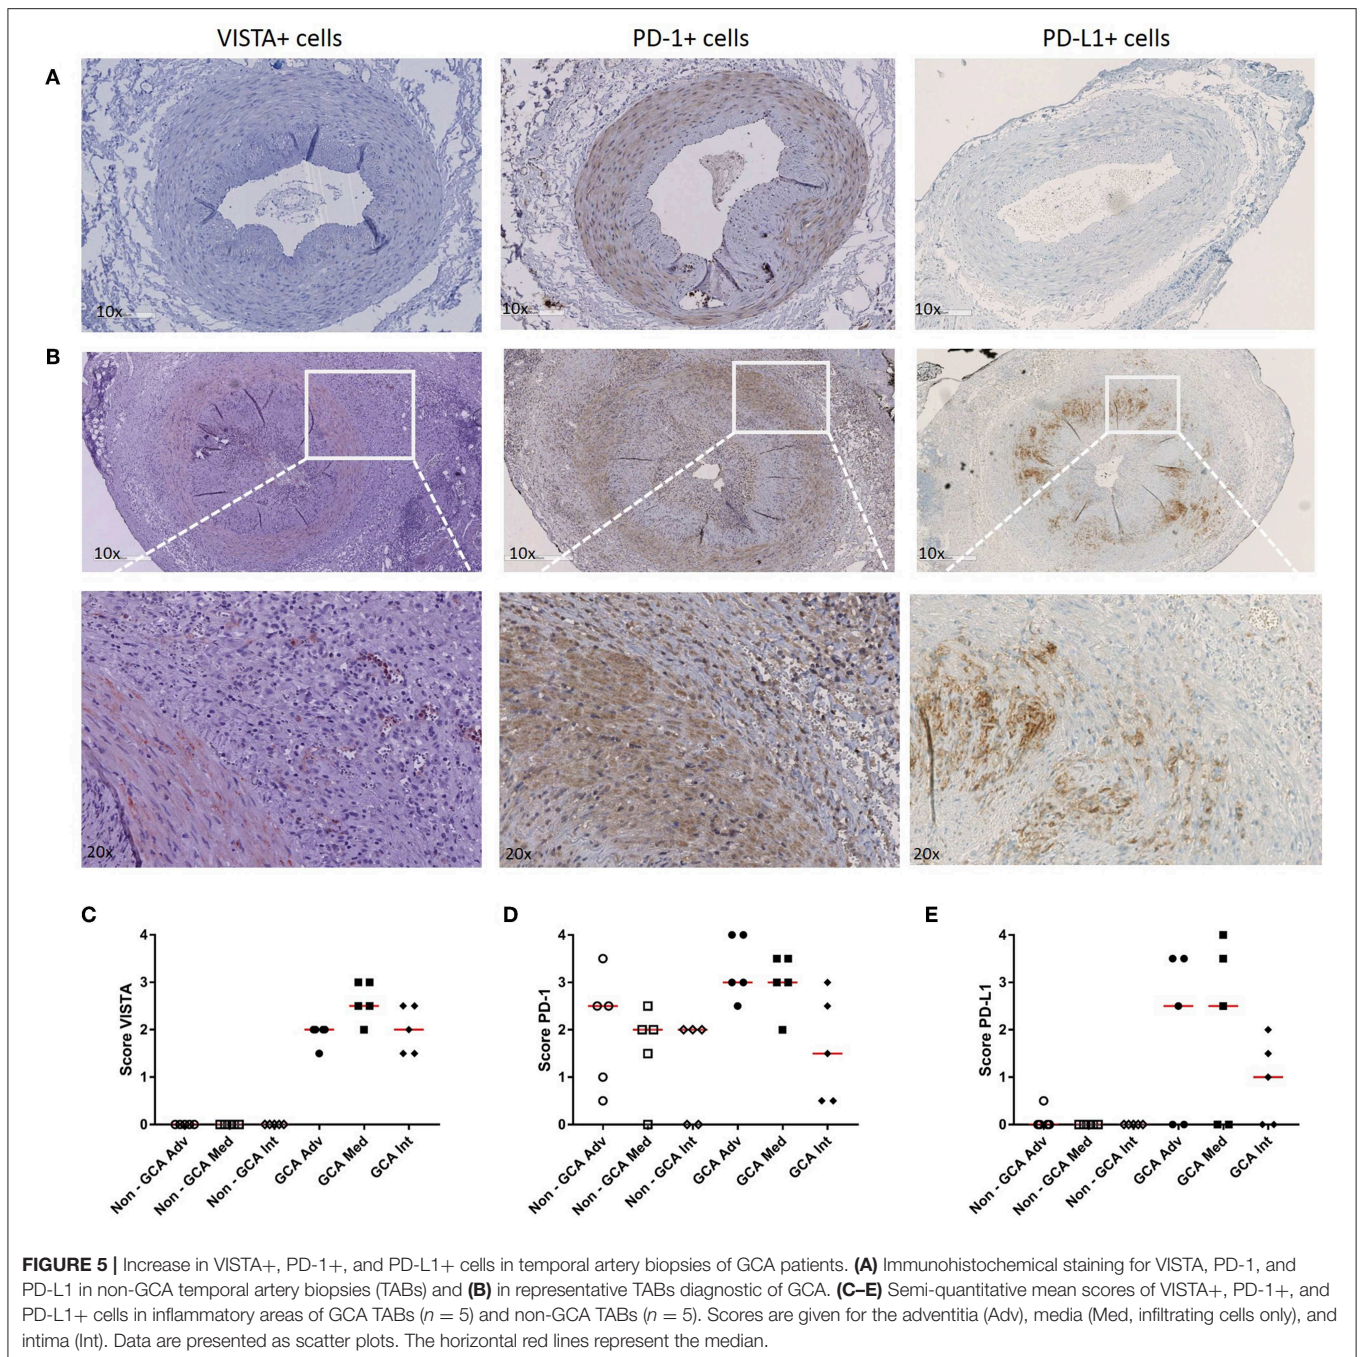 VISTA+ cells
PD-1+ cells
PD-L1+ cells
A
10x
10x
10x
B
10x
10x
10x
20x
20x
20x
C
Score VISTA
4
3
2
1
0
Non - GCA Adv
Non - GCA Med
Non - GCA Int
GCA Adv
GCA Med
GCA Int
D
Score PD-1
4
3
2
1
0
Non - GCA Adv
Non - GCA Med
Non - GCA Int
GCA Adv
GCA Med
GCA Int
E
Score PD-L1
4
3
2
1
0
Non - GCA Adv
Non - GCA Med
Non - GCA Int
GCA Adv
GCA Med
GCA Int
FIGURE 5 | Increase in VISTA+, PD-1+, and PD-L1+ cells in temporal artery biopsies of GCA patients. (A) Immunohistochemical staining for VISTA, PD-1, and
PD-L1 in non-GCA temporal artery biopsies (TABs) and (B) in representative TABs diagnostic of GCA. (C–E) Semi-quantitative mean scores of VISTA+, PD-1+, and
PD-L1+ cells in inflammatory areas of GCA TABs (n = 5) and non-GCA TABs (n = 5). Scores are given for the adventitia (Adv), media (Med, infiltrating cells only), and
intima (Int). Data are presented as scatter plots. The horizontal red lines represent the median.